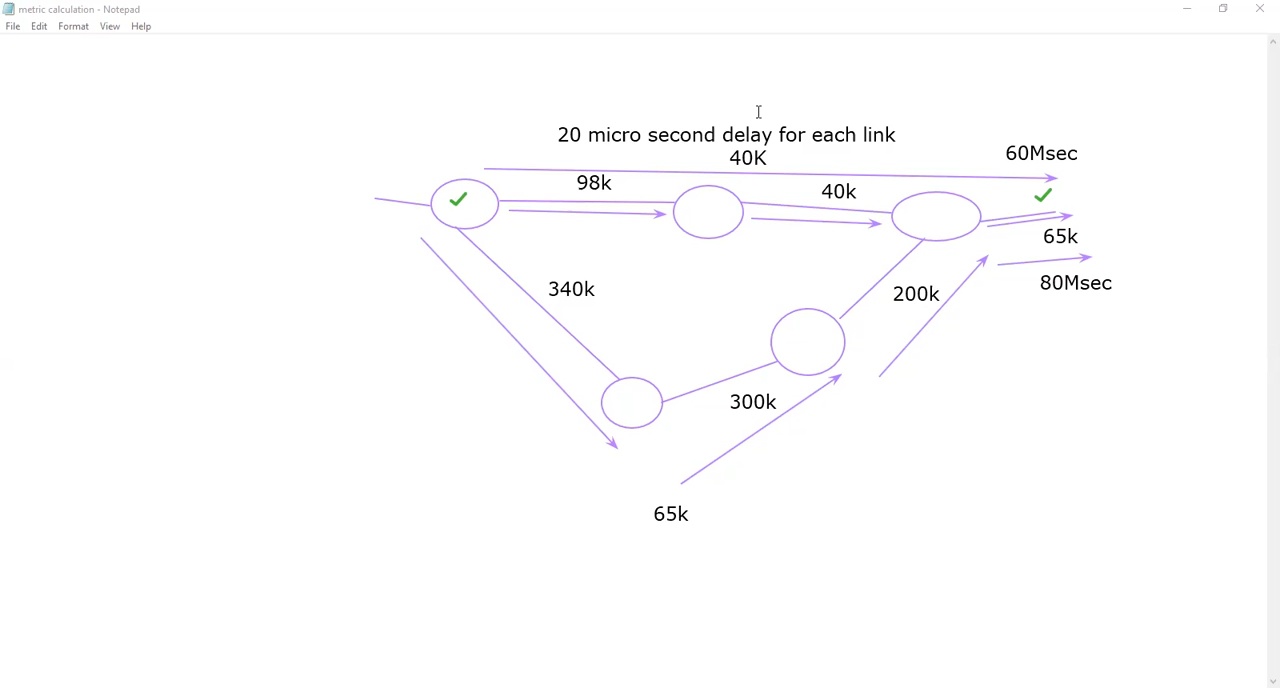 metric calculation - Notepad
File Edit Format View Help
20 micro second delay for each link
40K
60Msec
98k
40k
65k
340k
200k
80Msec
300k
65k